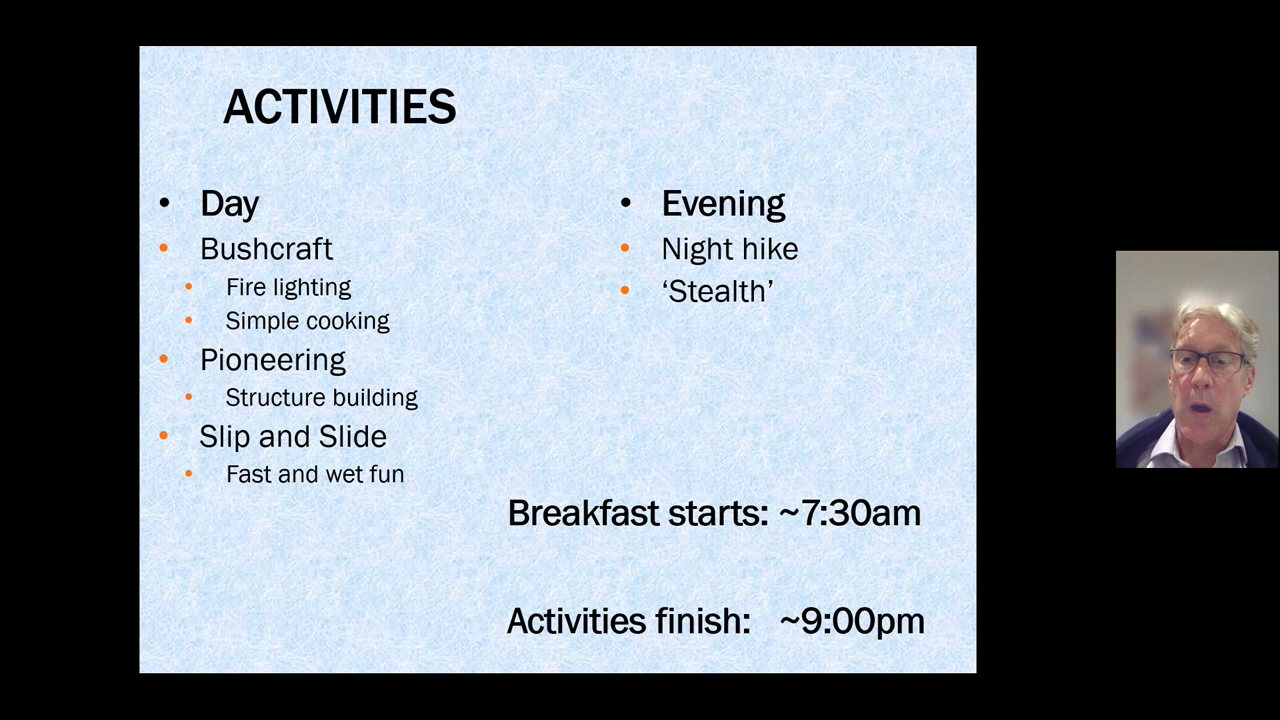 ACTIVITIES
• Day
• Bushcraft
• Fire lighting
• Simple cooking
• Pioneering
• Structure building
• Slip and Slide
• Fast and wet fun
• Evening
• Night hike
• ‘Stealth’
Breakfast starts: ~7:30am
Activities finish: ~9:00pm